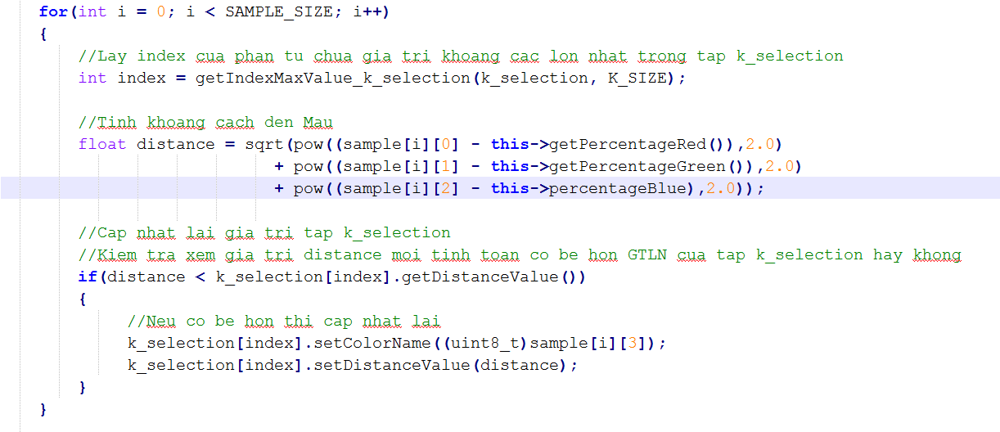 for(int i = 0; i < SAMPLE_SIZE; i++)
{
//Lay index cua phan tu chua gia tri khoang cac lon nhat trong tap k_selection
int index = getIndexMaxValue_k_selection(k_selection, K_SIZE);
//Tinh khoang cach den Mau
float distance = sqrt(pow((sample[i][0] - this->getPercentageRed()),2.0)
+ pow((sample[i][1] - this->getPercentageGreen()),2.0)
+ pow((sample[i][2] - this->percentageBlue),2.0));
//Cap nhat lai gia tri tap k_selection
//Kiem tra xem gia tri distance moi tinh toan co be hon GTLN cua tap k_selection hay khong
if(distance < k_selection[index].getDistanceValue())
{
//Neu co be hon thi cap nhat lai
k_selection[index].setColorName((uint8_t)sample[i][3]);
k_selection[index].setDistanceValue(distance);
}
}